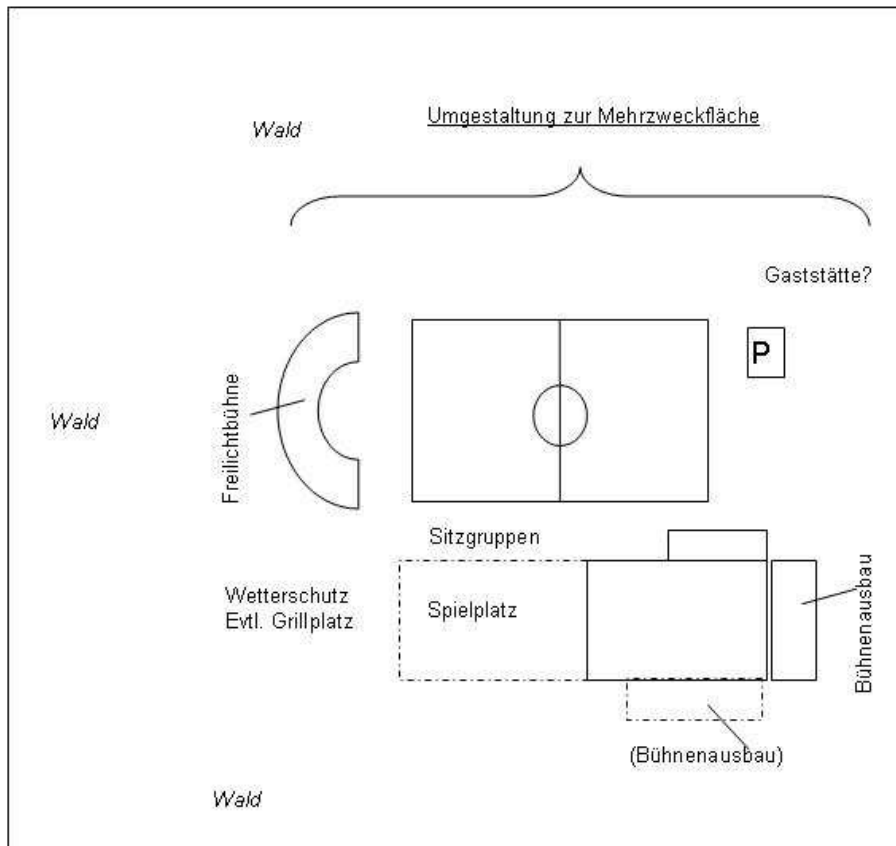 Umgestaltung zur Mehrzweckfläche
Wald
Gaststätte?
P
Freilichtbühne
Wald
Sitzgruppen
Wetterschutz
Evtl. Grillplatz
Spielplatz
Bühnenausbau
(Bühnenausbau)
Wald